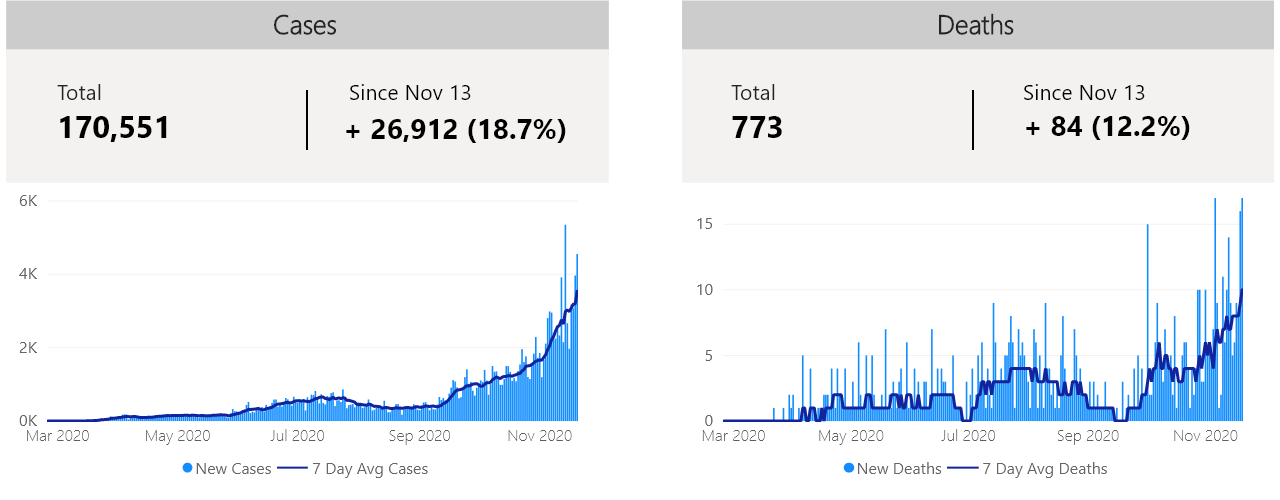 Cases
Total
170,551
Since Nov 13
+ 26,912 (18.7%)
6K
4K
2K
0K
Mar 2020 May 2020 Jul 2020 Sep 2020 Nov 2020
New Cases 7 Day Avg Cases
Deaths
Total
773
Since Nov 13
+ 84 (12.2%)
15
10
5
0
Mar 2020 May 2020 Jul 2020 Sep 2020 Nov 2020
New Deaths 7 Day Avg Deaths